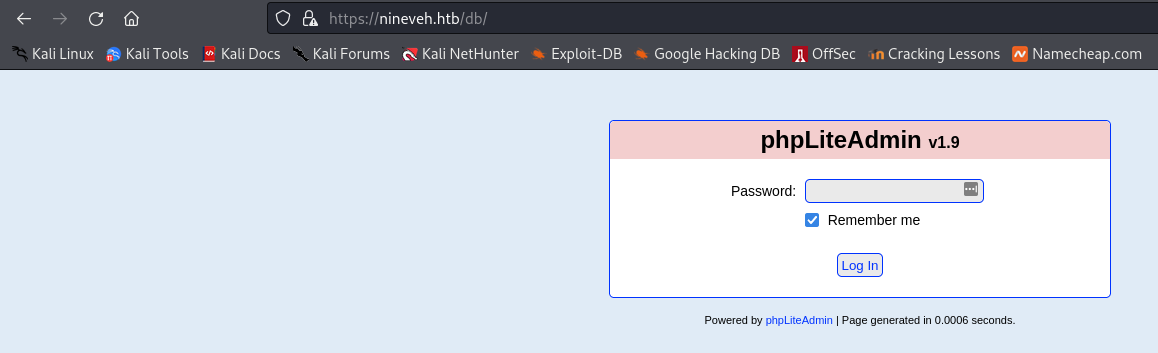 https://nineveh.htb/db/
Kali Linux Kali Tools Kali Docs Kali Forums Kali NetHunter Exploit-DB Google Hacking DB OffSec Cracking Lessons Namecheap.com
phpLiteAdmin v1.9
Password:
Remember me
Log In
Powered by phpLiteAdmin | Page generated in 0.0006 seconds.